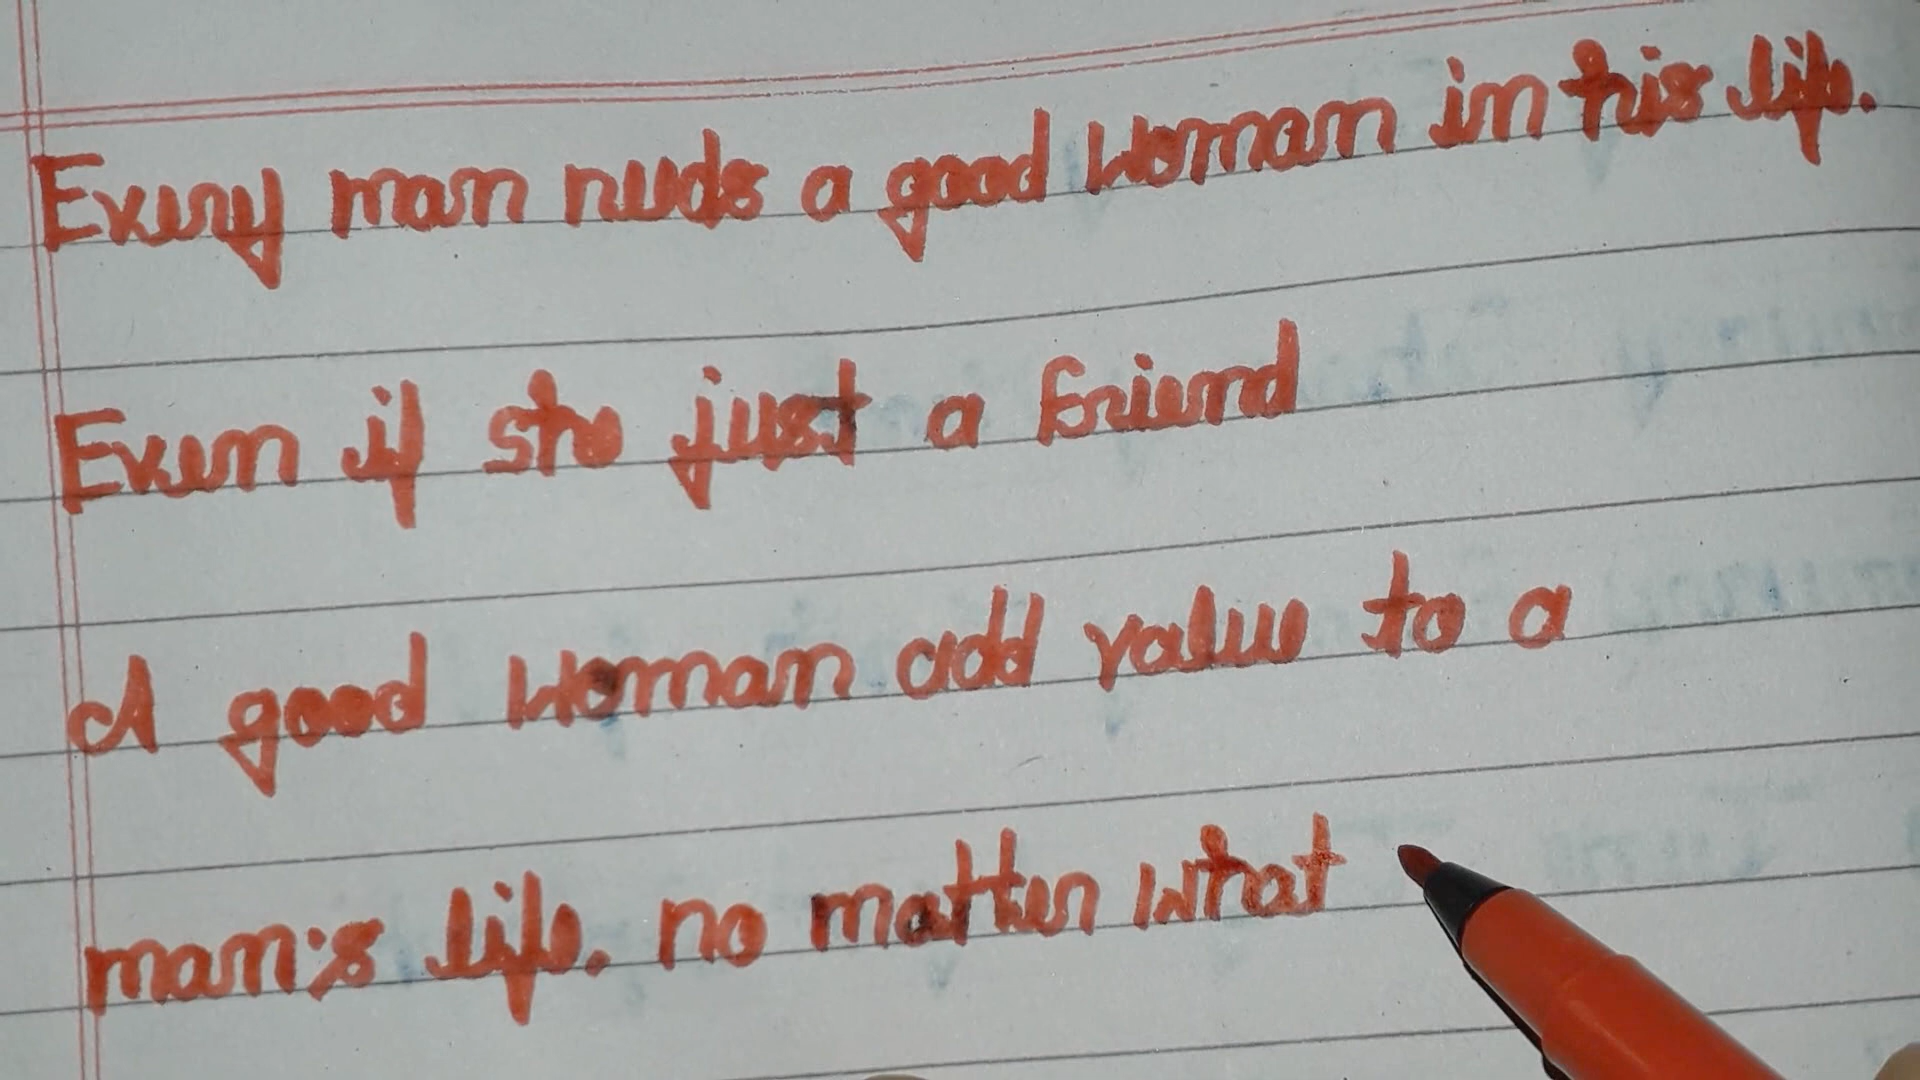 Every man needs a good woman in his life.
Even if she just a friend
A good woman add value to a
man's life. no matter what